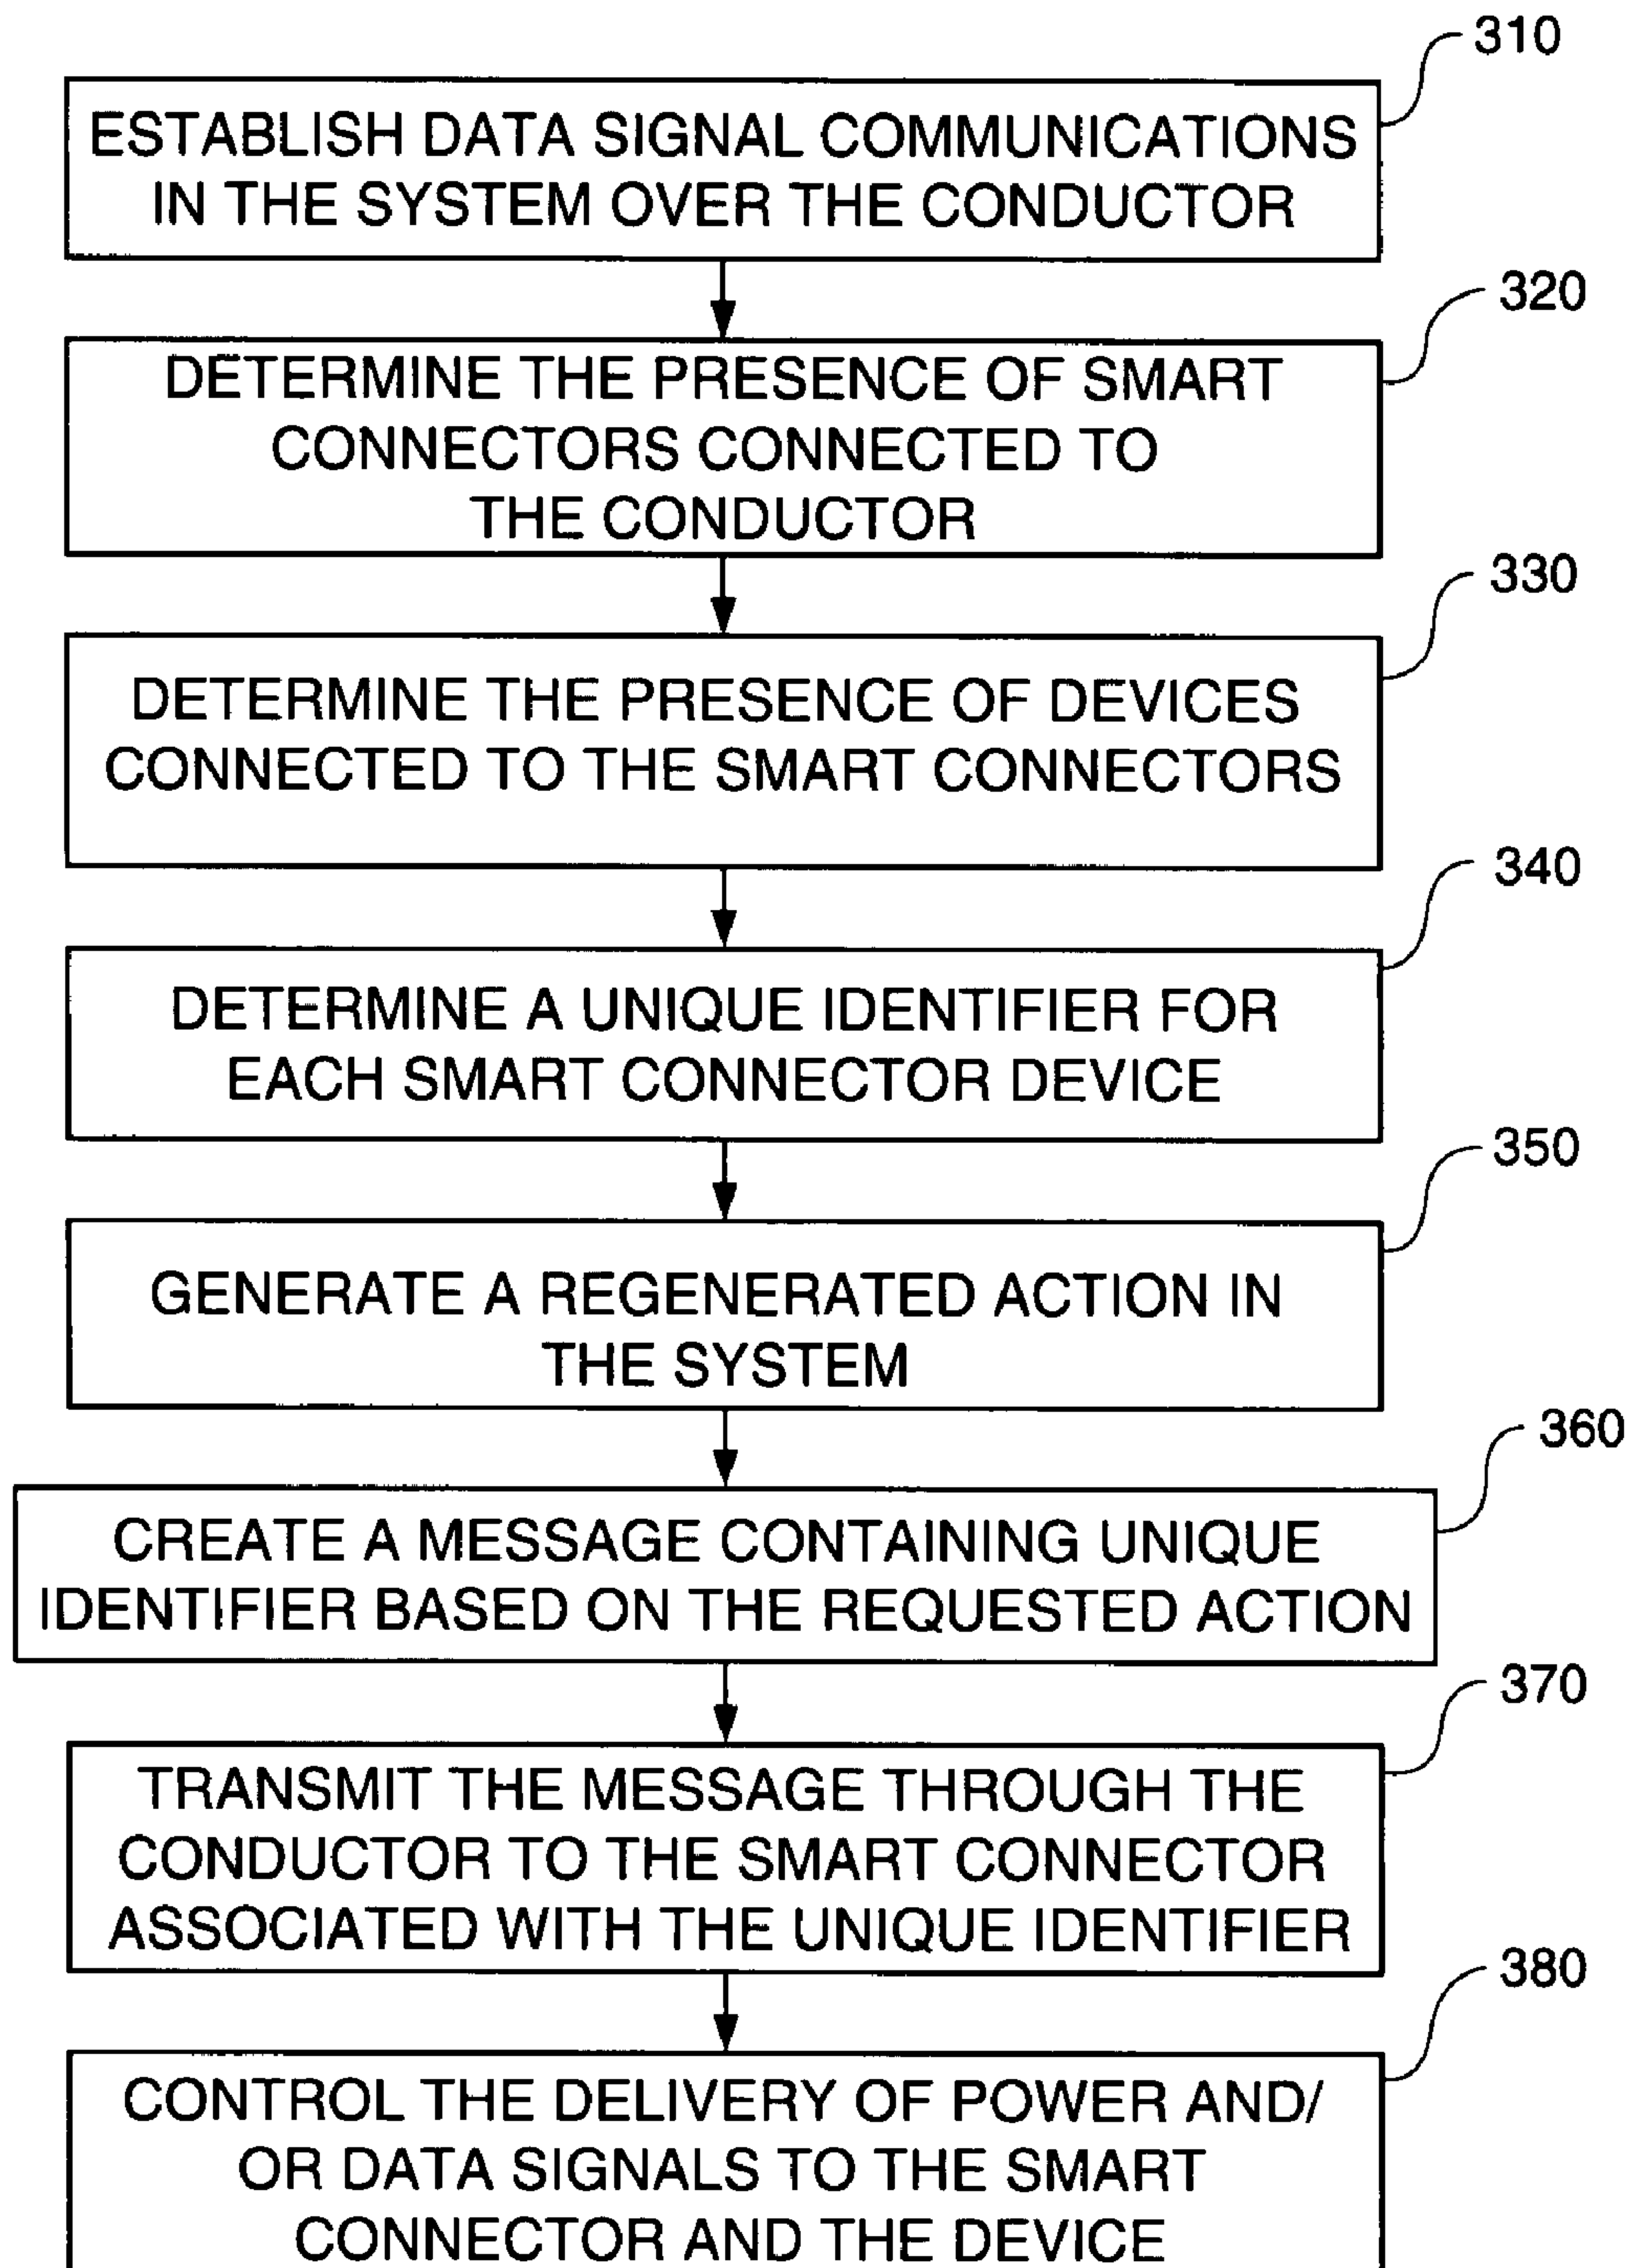 310
ESTABLISH DATA SIGNAL COMMUNICATIONS
IN THE SYSTEM OVER THE CONDUCTOR
320
DETERMINE THE PRESENCE OF SMART
CONNECTORS CONNECTED TO
THE CONDUCTOR
330
DETERMINE THE PRESENCE OF DEVICES
CONNECTED TO THE SMART CONNECTORS
340
DETERMINE A UNIQUE IDENTIFIER FOR
EACH SMART CONNECTOR DEVICE
350
GENERATE A REGENERATED ACTION IN
THE SYSTEM
360
CREATE A MESSAGE CONTAINING UNIQUE
IDENTIFIER BASED ON THE REQUESTED ACTION
370
TRANSMIT THE MESSAGE THROUGH THE
CONDUCTOR TO THE SMART CONNECTOR
ASSOCIATED WITH THE UNIQUE IDENTIFIER
380
CONTROL THE DELIVERY OF POWER AND/
OR DATA SIGNALS TO THE SMART
CONNECTOR AND THE DEVICE